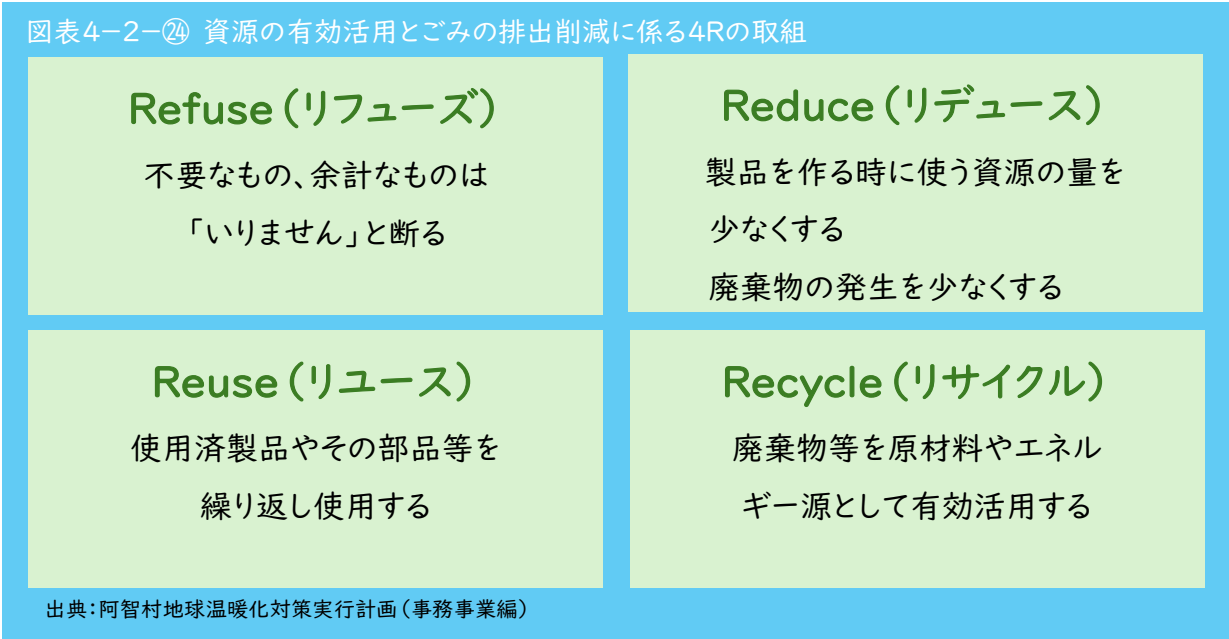 図表4−2−㉔ 資源の有効活用とごみの排出削減に係る4Rの取組
Refuse(リフューズ)
不要なもの、余計なものは
「いりません」と断る
Reduce(リデュース)
製品を作る時に使う資源の量を
少なくする
廃棄物の発生を少なくする
Reuse(リユース)
使用済製品やその部品等を
繰り返し使用する
Recycle(リサイクル)
廃棄物等を原材料やエネル
ギー源として有効活用する
出典:阿智村地球温暖化対策実行計画(事務事業編)